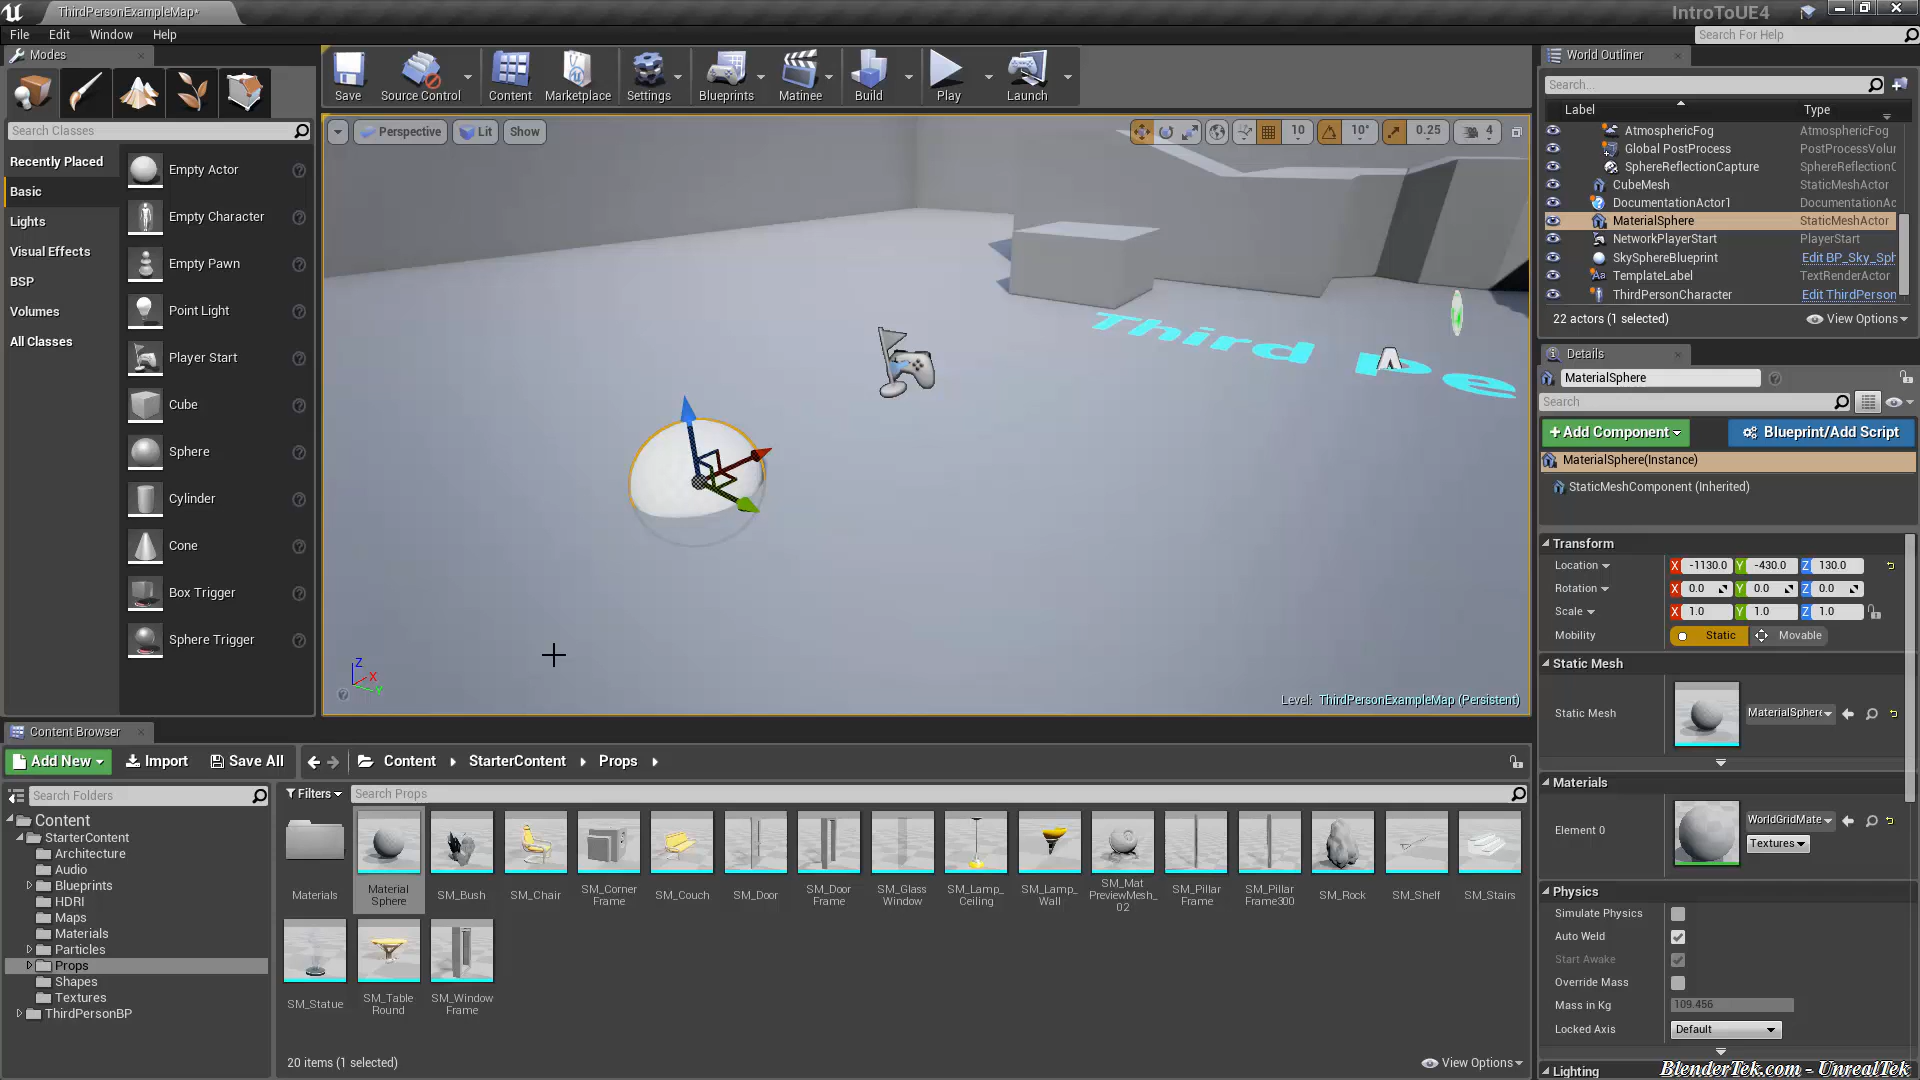 ThirdPersonExampleMap*
IntroToUE4
File Edit Window Help
Search For Help
Modes
Save
Source Control
Content
Marketplace
Settings
Blueprints
Matinee
Build
Play
Launch
World Outliner
Search...
Label Type
Search Classes
Perspective Lit Show
10 10° 0.25 4
Recently Placed
Basic
Lights
Visual Effects
BSP
Volumes
All Classes
Empty Actor
Empty Character
Empty Pawn
Point Light
Player Start
Cube
Sphere
Cylinder
Cone
Box Trigger
Sphere Trigger
Third Pe
Z
X
Y
Level: ThirdPersonExampleMap (Persistent)
AtmosphericFog AtmosphericFog
Global PostProcess PostProcessVolur
SphereReflectionCapture SphereReflectionC
CubeMesh StaticMeshActor
DocumentationActor1 DocumentationAc
MaterialSphere StaticMeshActor
NetworkPlayerStart PlayerStart
SkySphereBlueprint Edit BP_Sky_Sph
TemplateLabel TextRenderActor
ThirdPersonCharacter Edit ThirdPerson
22 actors (1 selected) View Options
Details
MaterialSphere
Search
+Add Component Blueprint/Add Script
MaterialSphere(Instance)
StaticMeshComponent (Inherited)
Transform
Location X -1130.0 Y -430.0 Z 130.0
Rotation X 0.0 Y 0.0 Z 0.0
Scale X 1.0 Y 1.0 Z 1.0
Mobility Static Movable
Static Mesh
Static Mesh MaterialSphere
Materials
Element 0 WorldGridMate
Textures
Physics
Simulate Physics
Auto Weld
Start Awake
Override Mass
Mass in Kg 109.456
Locked Axis Default
Lighting
Content Browser
Add New Import Save All Content StarterContent Props
Search Folders
Filters Search Props
Content
StarterContent
Architecture
Audio
Blueprints
HDRI
Maps
Materials
Particles
Props
Shapes
Textures
ThirdPersonBP
Materials
Material
Sphere
SM_Bush
SM_Chair
SM_Corner
Frame
SM_Couch
SM_Door
SM_Door
Frame
SM_Glass
Window
SM_Lamp_
Ceiling
SM_Lamp_
Wall
SM_Mat
PreviewMesh_
02
SM_Pillar
Frame
SM_Pillar
Frame300
SM_Rock
SM_Shelf
SM_Stairs
SM_Statue
SM_Table
Round
SM_Window
Frame
20 items (1 selected) View Options
BlenderTek.com - UnrealTek